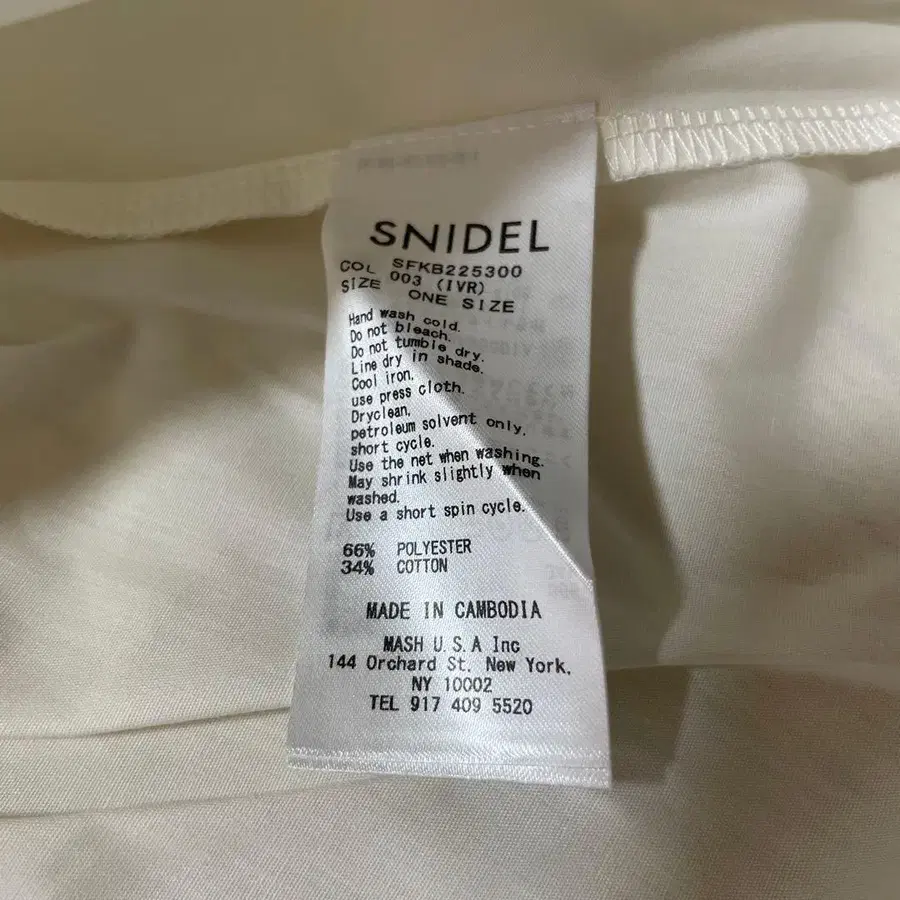 SNIDEL
SFKB225300
COL 003 (IVR)
SIZE ONE SIZE
Hand wash cold.
Do not bleach.
Do not tumble dry.
Line dry in shade.
Cool iron.
use press cloth.
Dryclean.
petroleum solvent only.
short cycle.
Use the net when washing.
May shrink slightly when
washed.
Use a short spin cycle.
66% POLYESTER
34% COTTON
MADE IN CAMBODIA
MASH U.S.A Inc
144 Orchard St. New York,
NY 10002
TEL 917 409 5520